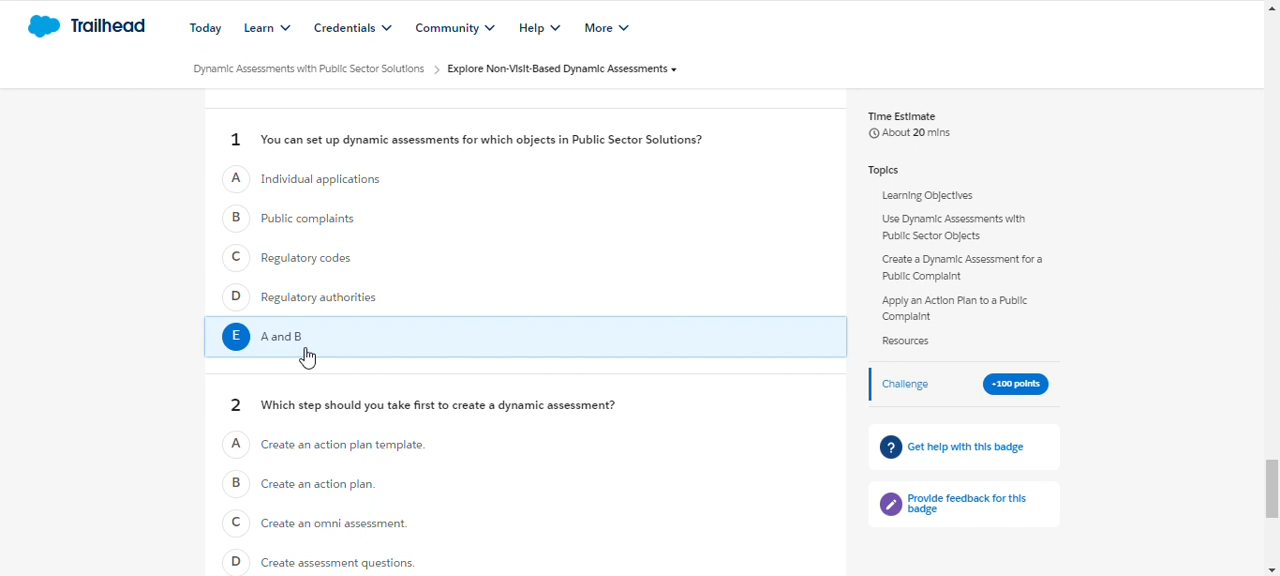 Trailhead
Today Learn Credentials Community Help More
Dynamic Assessments with Public Sector Solutions > Explore Non-Visit-Based Dynamic Assessments
1 You can set up dynamic assessments for which objects in Public Sector Solutions?
A Individual applications
B Public complaints
C Regulatory codes
D Regulatory authorities
E A and B
2 Which step should you take first to create a dynamic assessment?
A Create an action plan template.
B Create an action plan.
C Create an omni assessment.
D Create assessment questions.
Time Estimate
About 20 mins
Topics
Learning Objectives
Use Dynamic Assessments with
Public Sector Objects
Create a Dynamic Assessment for a
Public Complaint
Apply an Action Plan to a Public
Complaint
Resources
Challenge +100 points
? Get help with this badge
Provide feedback for this
badge